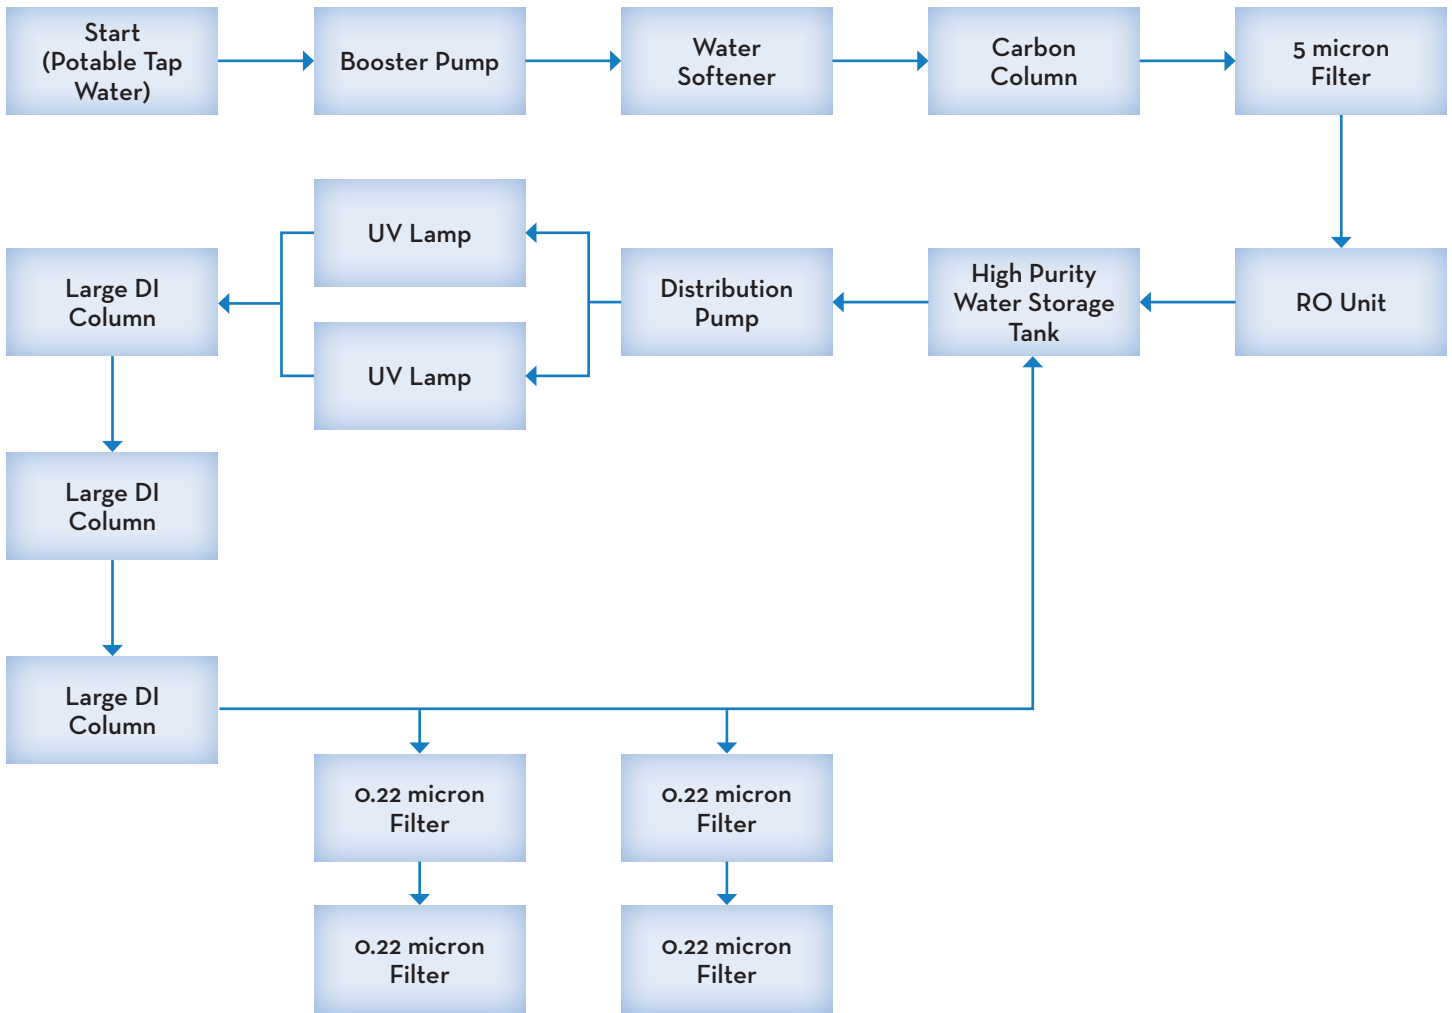 Start
(Potable Tap
Water)
Booster Pump
Water
Softener
Carbon
Column
5 micron
Filter
RO Unit
High Purity
Water Storage
Tank
Distribution
Pump
UV Lamp
UV Lamp
Large DI
Column
Large DI
Column
Large DI
Column
0.22 micron
Filter
0.22 micron
Filter
0.22 micron
Filter
0.22 micron
Filter